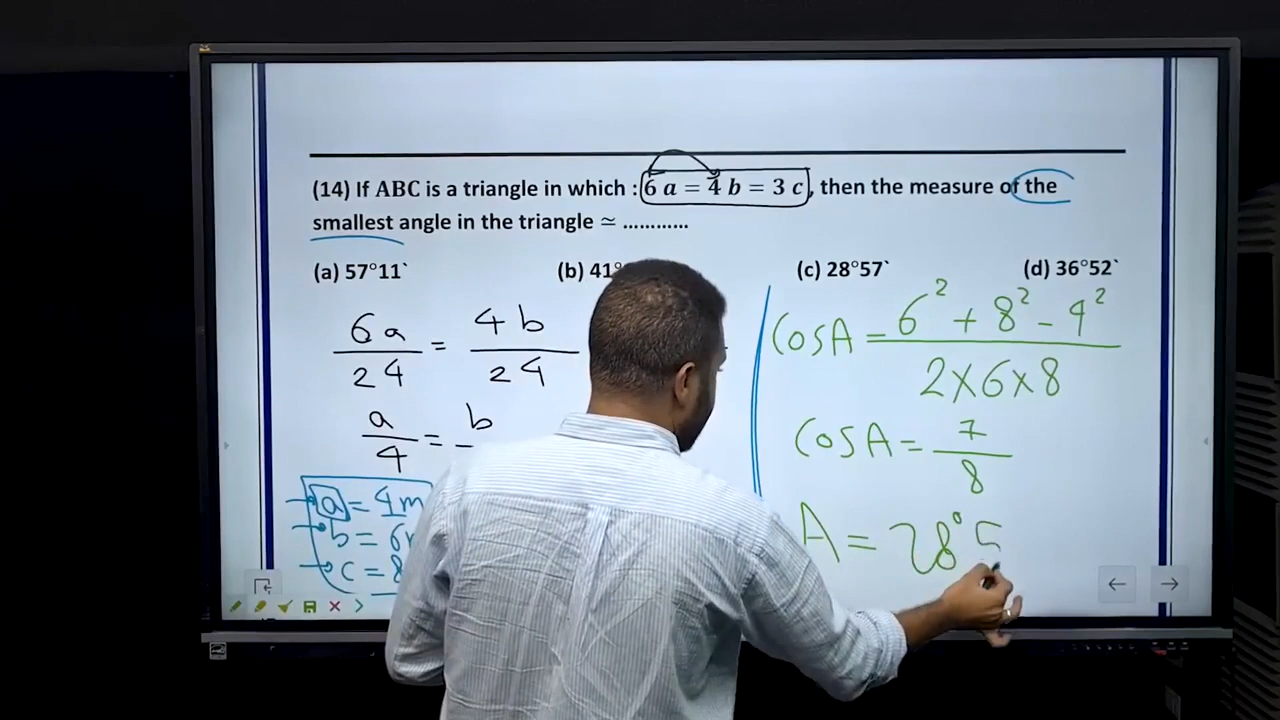 (14) If ABC is a triangle in which : 6 a = 4 b = 3 c , then the measure of the
smallest angle in the triangle ≃ ............
(a) 57°11` (b) 41° (c) 28°57` (d) 36°52`
6a/24 = 4b/24
a/4 = b
a = 4m
b = 6
c = 8
cos A = 6² + 8² - 4² / 2×6×8
cos A = 7/8
A = 28° 5